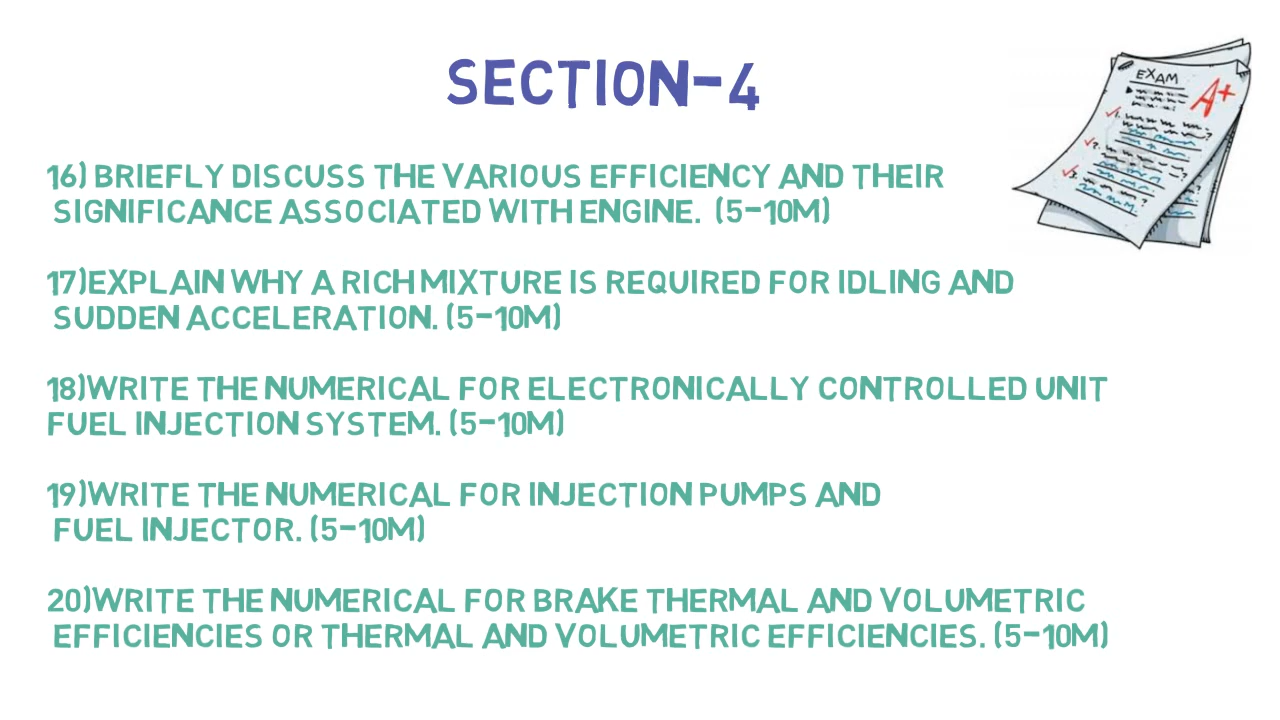 SECTION-4
EXAM
A+
16) BRIEFLY DISCUSS THE VARIOUS EFFICIENCY AND THEIR
SIGNIFICANCE ASSOCIATED WITH ENGINE. (5-10M)
17)EXPLAIN WHY A RICH MIXTURE IS REQUIRED FOR IDLING AND
SUDDEN ACCELERATION. (5-10M)
18)WRITE THE NUMERICAL FOR ELECTRONICALLY CONTROLLED UNIT
FUEL INJECTION SYSTEM. (5-10M)
19)WRITE THE NUMERICAL FOR INJECTION PUMPS AND
FUEL INJECTOR. (5-10M)
20)WRITE THE NUMERICAL FOR BRAKE THERMAL AND VOLUMETRIC
EFFICIENCIES OR THERMAL AND VOLUMETRIC EFFICIENCIES. (5-10M)